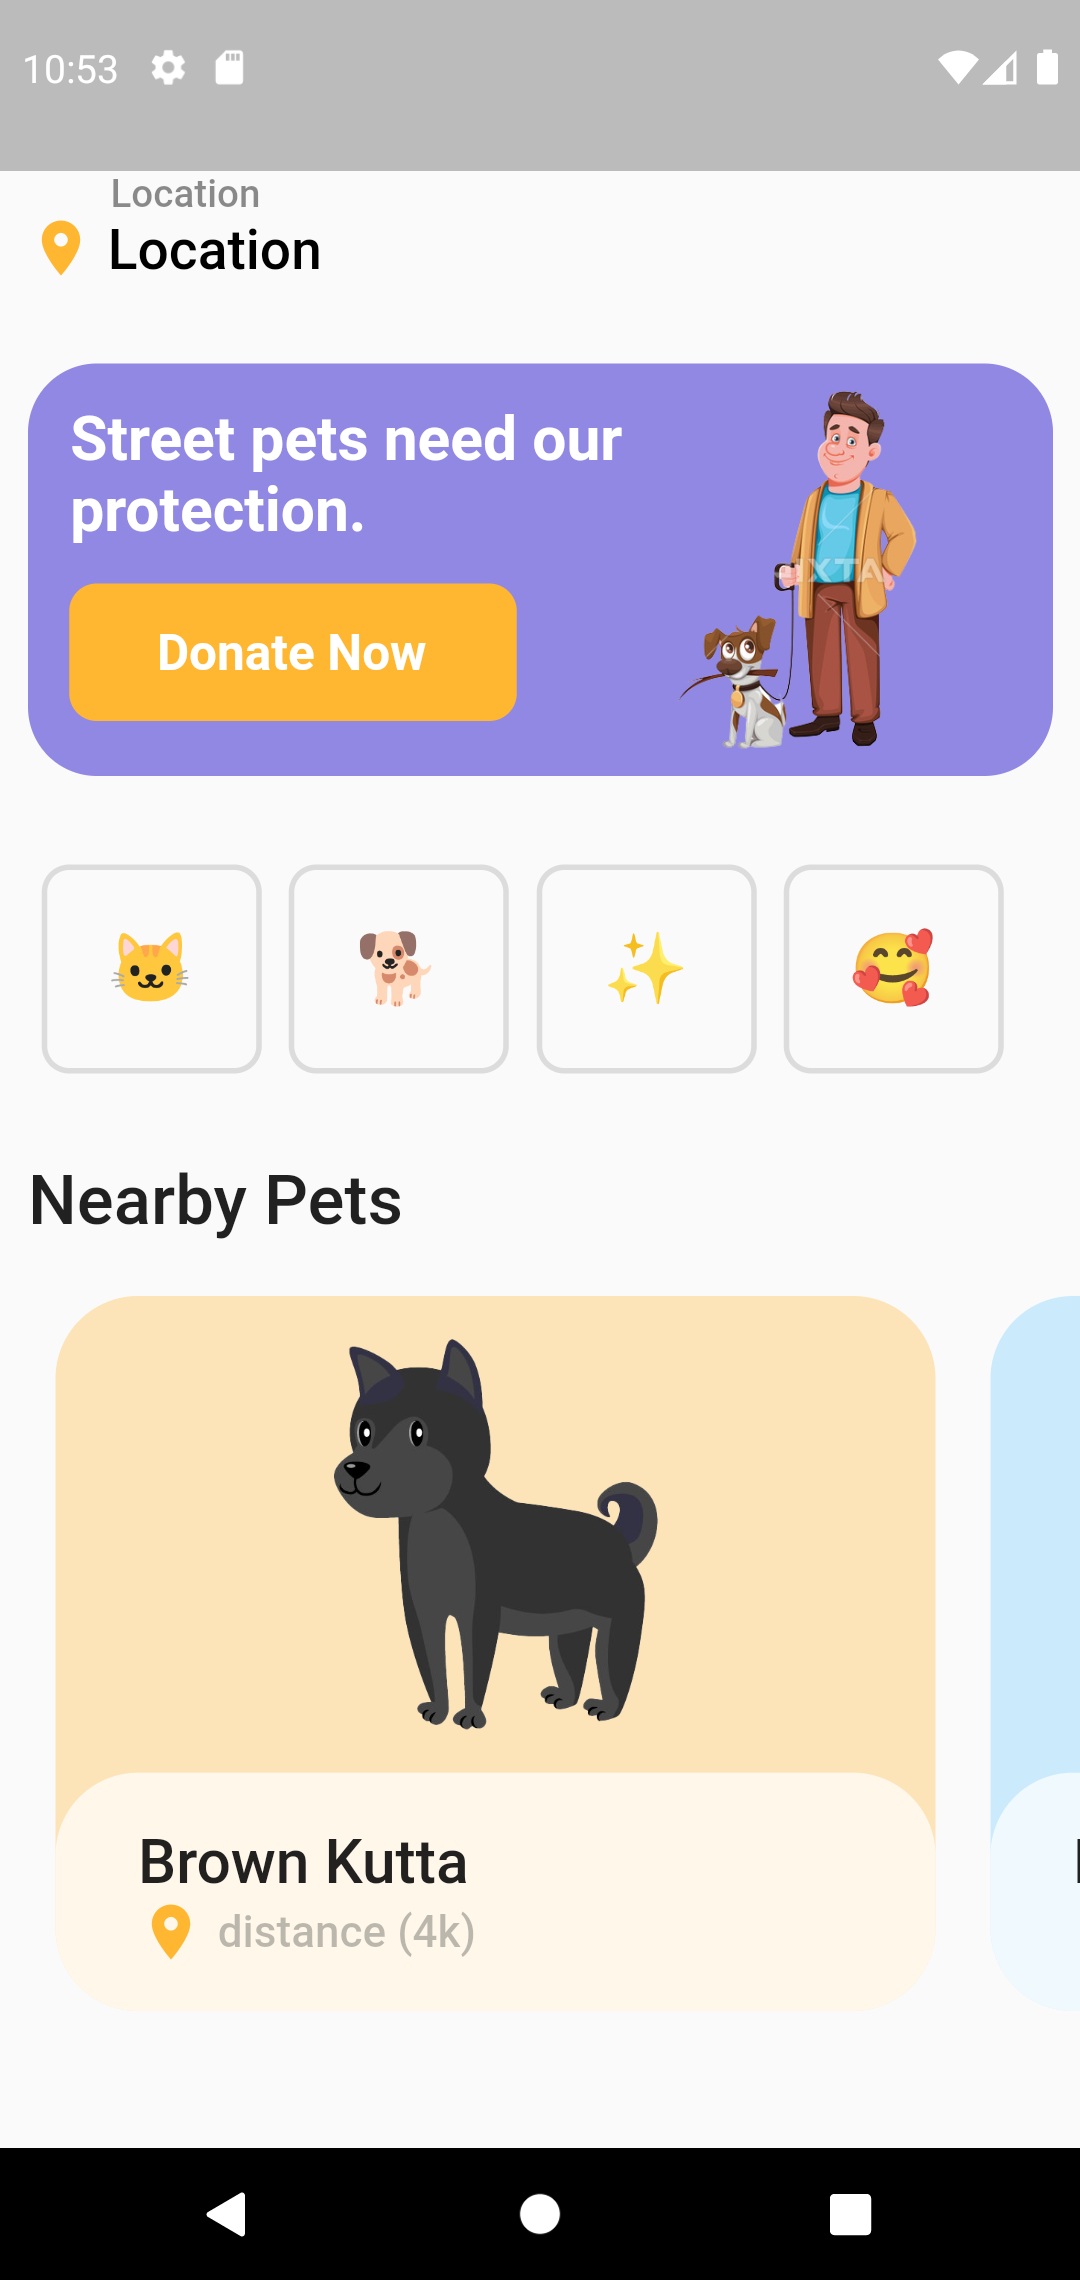 10:53
Location
Location
Street pets need our
protection.
Donate Now
Nearby Pets
Brown Kutta
distance (4k)